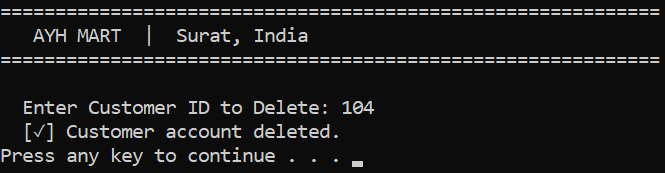 ============================================================
AYH MART | Surat, India
============================================================
Enter Customer ID to Delete: 104
[✓] Customer account deleted.
Press any key to continue . . .